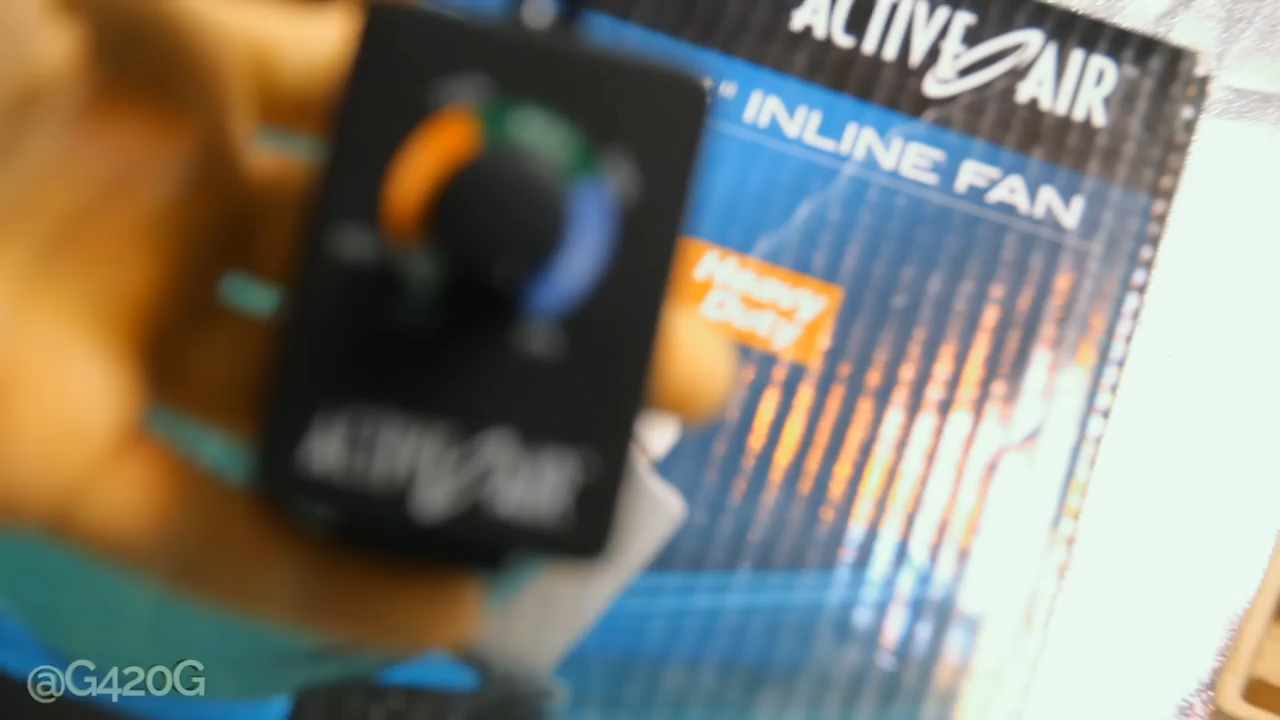 ACTIVE AIR
" INLINE FAN
Heavy
Duty
ACTIVE AIR
@G420G